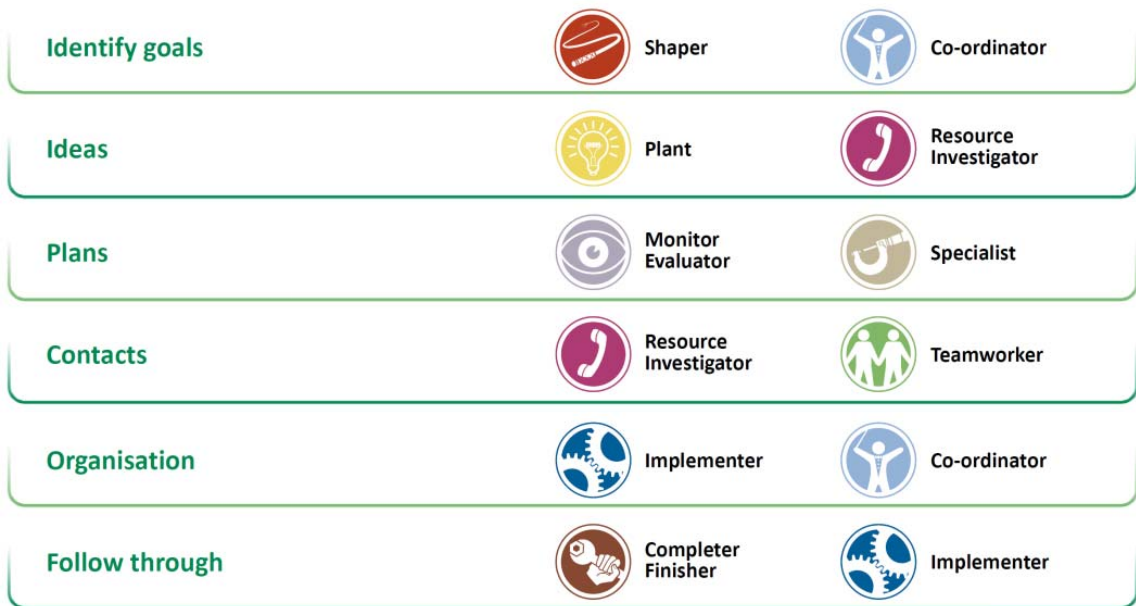 Identify goals
Shaper
Co-ordinator
Ideas
Plant
Resource
Investigator
Plans
Monitor
Evaluator
Specialist
Contacts
Resource
Investigator
Teamworker
Organisation
Implementer
Co-ordinator
Follow through
Completer
Finisher
Implementer